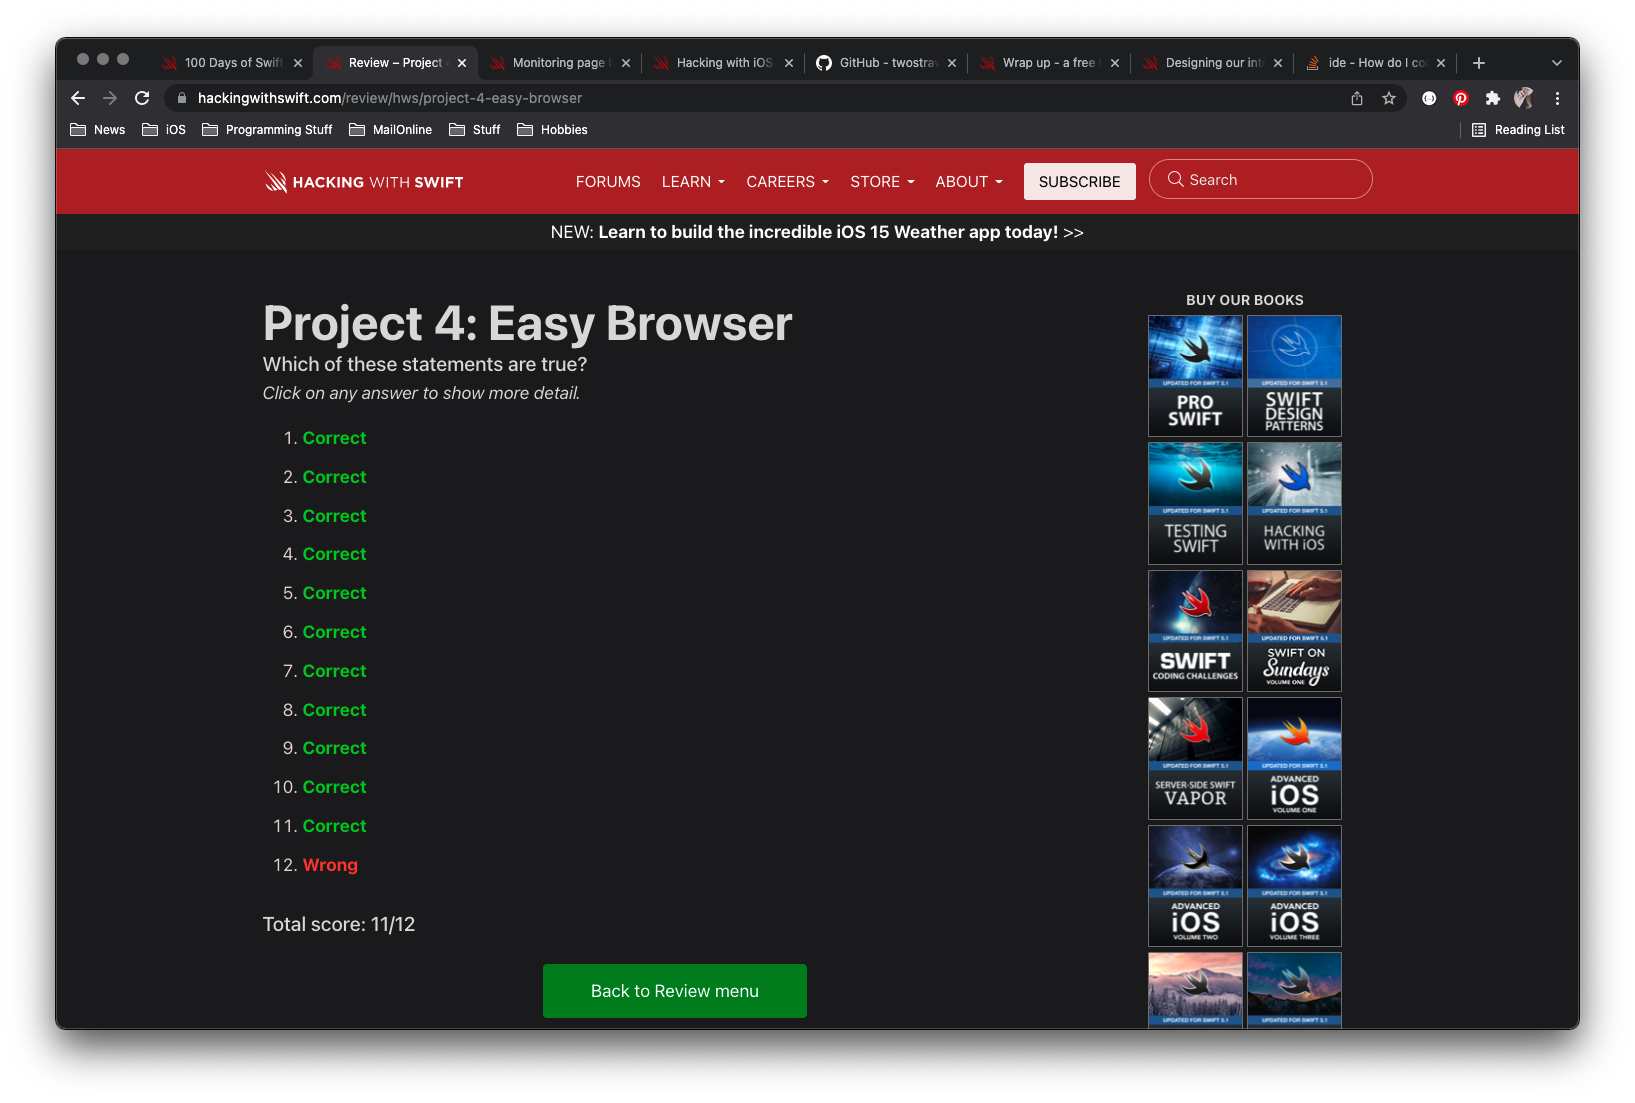 100 Days of Swift
Review – Project
Monitoring page
Hacking with iOS
GitHub - twostra
Wrap up - a free
Designing our int
ide - How do I co
hackingwithswift.com/review/hws/project-4-easy-browser
News
iOS
Programming Stuff
MailOnline
Stuff
Hobbies
Reading List
HACKING WITH SWIFT
FORUMS
LEARN
CAREERS
STORE
ABOUT
SUBSCRIBE
Search
NEW: Learn to build the incredible iOS 15 Weather app today! >>
Project 4: Easy Browser
Which of these statements are true?
Click on any answer to show more detail.
1. Correct
2. Correct
3. Correct
4. Correct
5. Correct
6. Correct
7. Correct
8. Correct
9. Correct
10. Correct
11. Correct
12. Wrong
Total score: 11/12
Back to Review menu
BUY OUR BOOKS
UPDATED FOR SWIFT 5.1
PRO
SWIFT
UPDATED FOR SWIFT 5.1
SWIFT
DESIGN
PATTERNS
UPDATED FOR SWIFT 5.1
TESTING
SWIFT
UPDATED FOR SWIFT 5.1
HACKING
WITH iOS
UPDATED FOR SWIFT 5.1
SWIFT
CODING CHALLENGES
UPDATED FOR SWIFT 5.1
SWIFT ON
Sundays
VOLUME ONE
UPDATED FOR SWIFT 5.1
SERVER-SIDE SWIFT
VAPOR
UPDATED FOR SWIFT 5.1
ADVANCED
iOS
VOLUME ONE
UPDATED FOR SWIFT 5.1
ADVANCED
iOS
VOLUME TWO
UPDATED FOR SWIFT 5.1
ADVANCED
iOS
VOLUME THREE
UPDATED FOR SWIFT 5.1
UPDATED FOR SWIFT 5.1